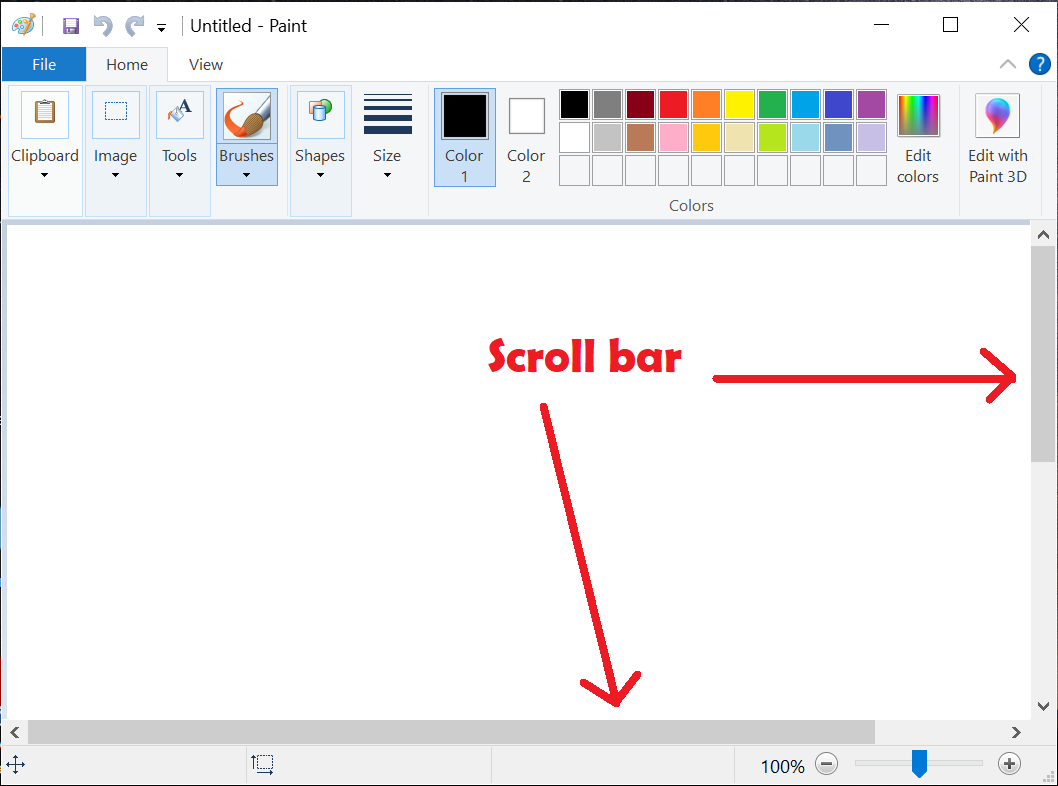 Untitled - Paint
File Home View
?
Clipboard Image Tools Brushes Shapes Size Color 1 Color 2 Edit colors Edit with Paint 3D
Colors
Scroll bar
100%